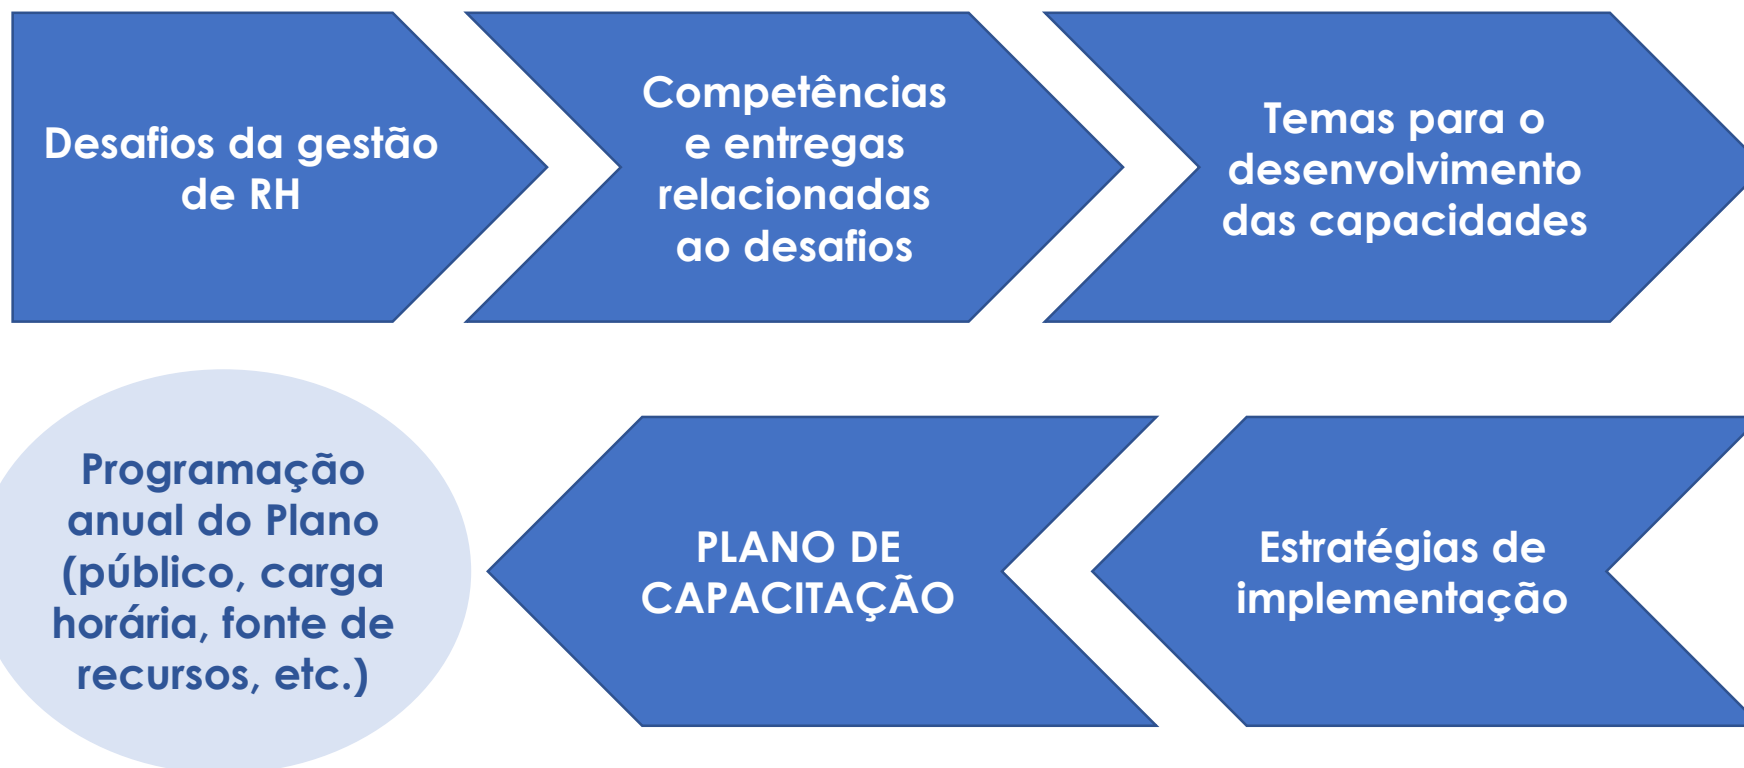 Desafios da gestão
de RH
Competências
e entregas
relacionadas
ao desafios
Temas para o
desenvolvimento
das capacidades
Estratégias de
implementação
PLANO DE
CAPACITAÇÃO
Programação
anual do Plano
(público, carga
horária, fonte de
recursos, etc.)